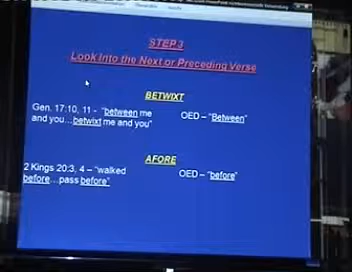 STEP 3
Look Into the Next or Preceding Verse
BETWIXT
Gen. 17:10, 11 - "between me
and you...betwixt me and you"
OED – "Between"
AFORE
2 Kings 20:3, 4 – "walked
before...pass before"
OED – "before"